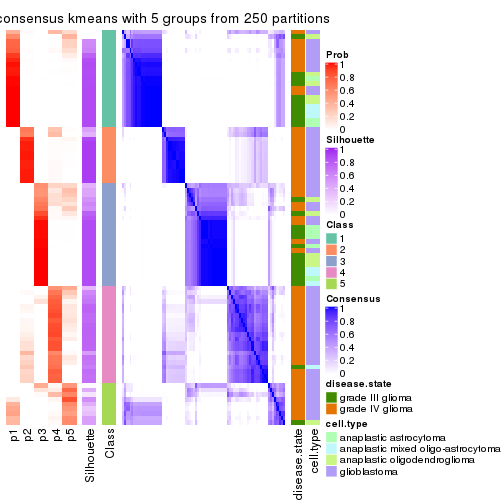 consensus kmeans with 5 groups from 250 partitions
p1
p2
p3
p4
p5
Silhouette
Class
disease.state
cell.type
Prob
1
0.8
0.6
0.4
0.2
0
Silhouette
1
0.8
0.6
0.4
0.2
0
Class
1
2
3
4
5
Consensus
1
0.8
0.6
0.4
0.2
0
disease.state
grade III glioma
grade IV glioma
cell.type
anaplastic astrocytoma
anaplastic mixed oligo-astrocytoma
anaplastic oligodendroglioma
glioblastoma